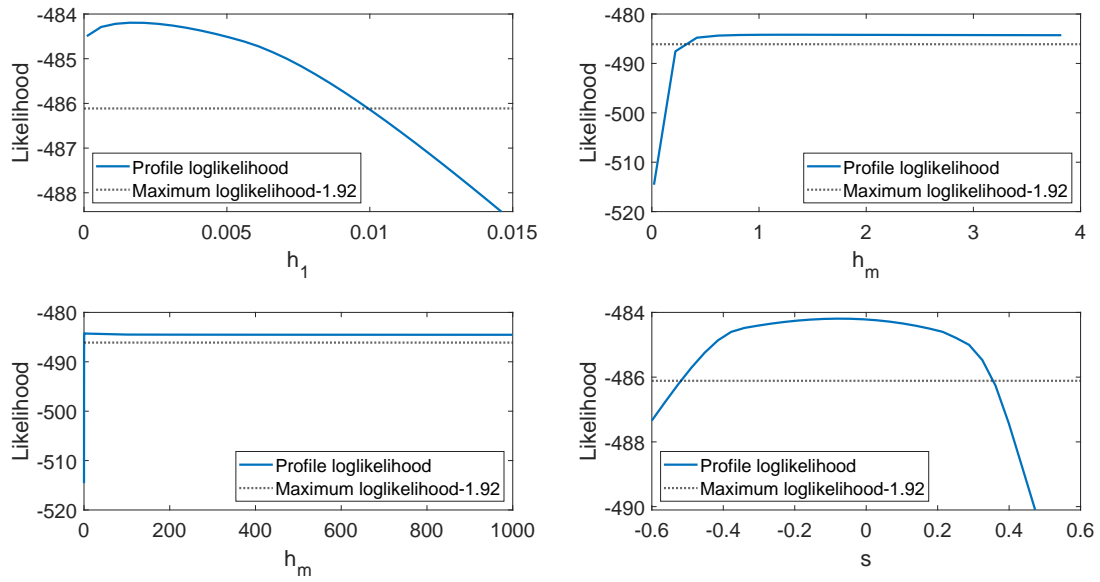 -484
-485
-486
-487
-488
Likelihood
Profile loglikelihood
Maximum loglikelihood-1.92
0
0.005
0.01
0.015
h_1
-480
-490
-500
-510
-520
Likelihood
Profile loglikelihood
Maximum loglikelihood-1.92
0
1
2
3
4
h_m
-480
-490
-500
-510
-520
Likelihood
Profile loglikelihood
Maximum loglikelihood-1.92
0
200
400
600
800
1000
h_m
-484
-486
-488
-490
Likelihood
Profile loglikelihood
Maximum loglikelihood-1.92
-0.6
-0.4
-0.2
0
0.2
0.4
0.6
s